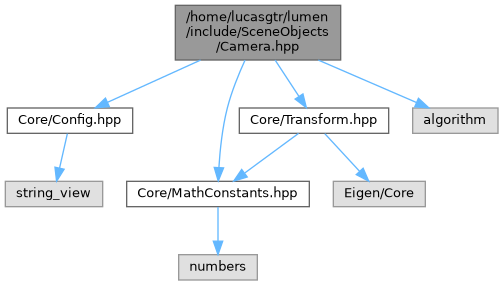 /home/lucasgtr/lumen
/include/SceneObjects
/Camera.hpp
Core/Config.hpp
Core/Transform.hpp
algorithm
string_view
Core/MathConstants.hpp
Eigen/Core
numbers